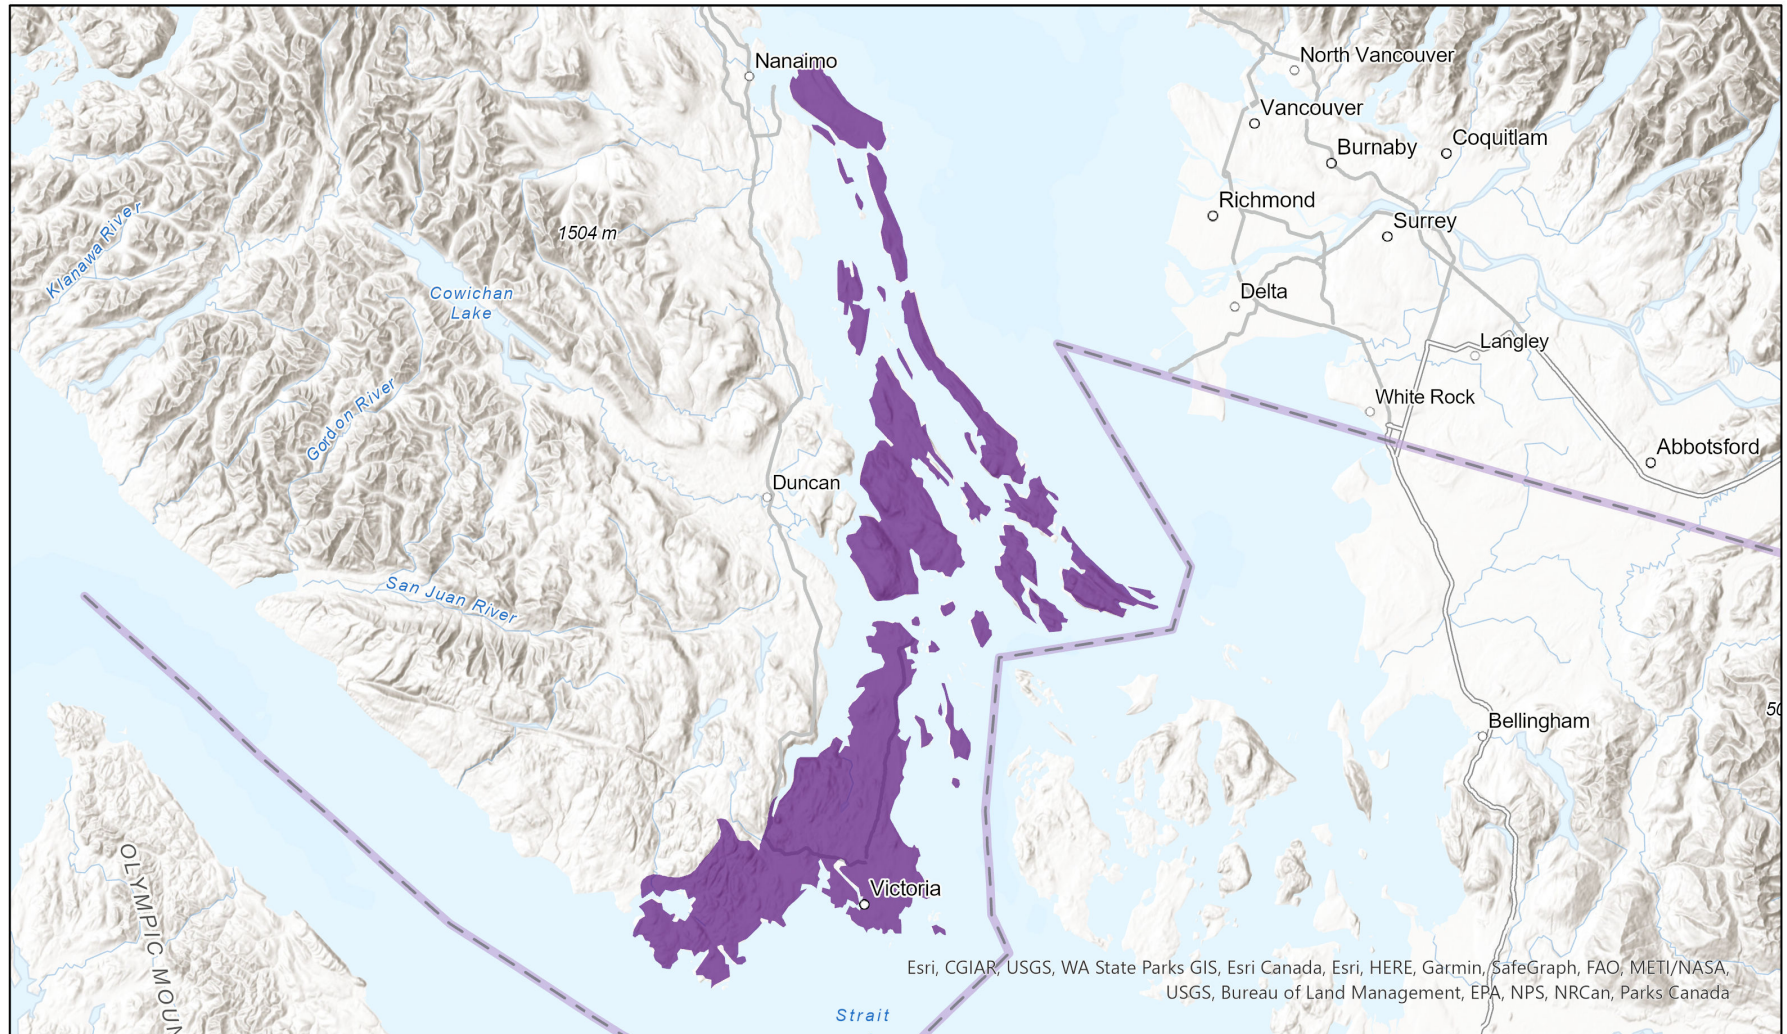 Nanaimo
North Vancouver
Vancouver
Coquitlam
Burnaby
Richmond
Surrey
1504 m
Klanawa River
Cowichan
Lake
Delta
Langley
White Rock
Gordon River
Abbotsford
Duncan
San Juan River
50
Bellingham
OLYMPIC MOUN
Victoria
Esri, CGIAR, USGS, WA State Parks GIS, Esri Canada, Esri, HERE, Garmin, SafeGraph, FAO, METI/NASA,
USGS, Bureau of Land Management, EPA, NPS, NRCan, Parks Canada
Strait